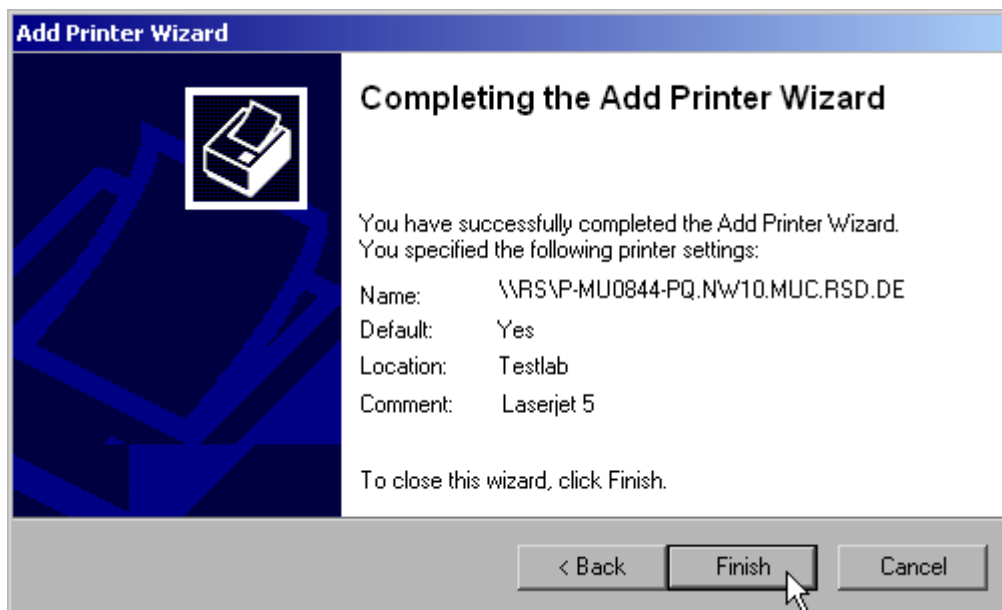 Add Printer Wizard
Completing the Add Printer Wizard
You have successfully completed the Add Printer Wizard.
You specified the following printer settings:
Name: \\RS\P-MU0844-PQ.NW10.MUC.RSD.DE
Default: Yes
Location: Testlab
Comment: Laserjet 5
To close this wizard, click Finish.
< Back Finish Cancel